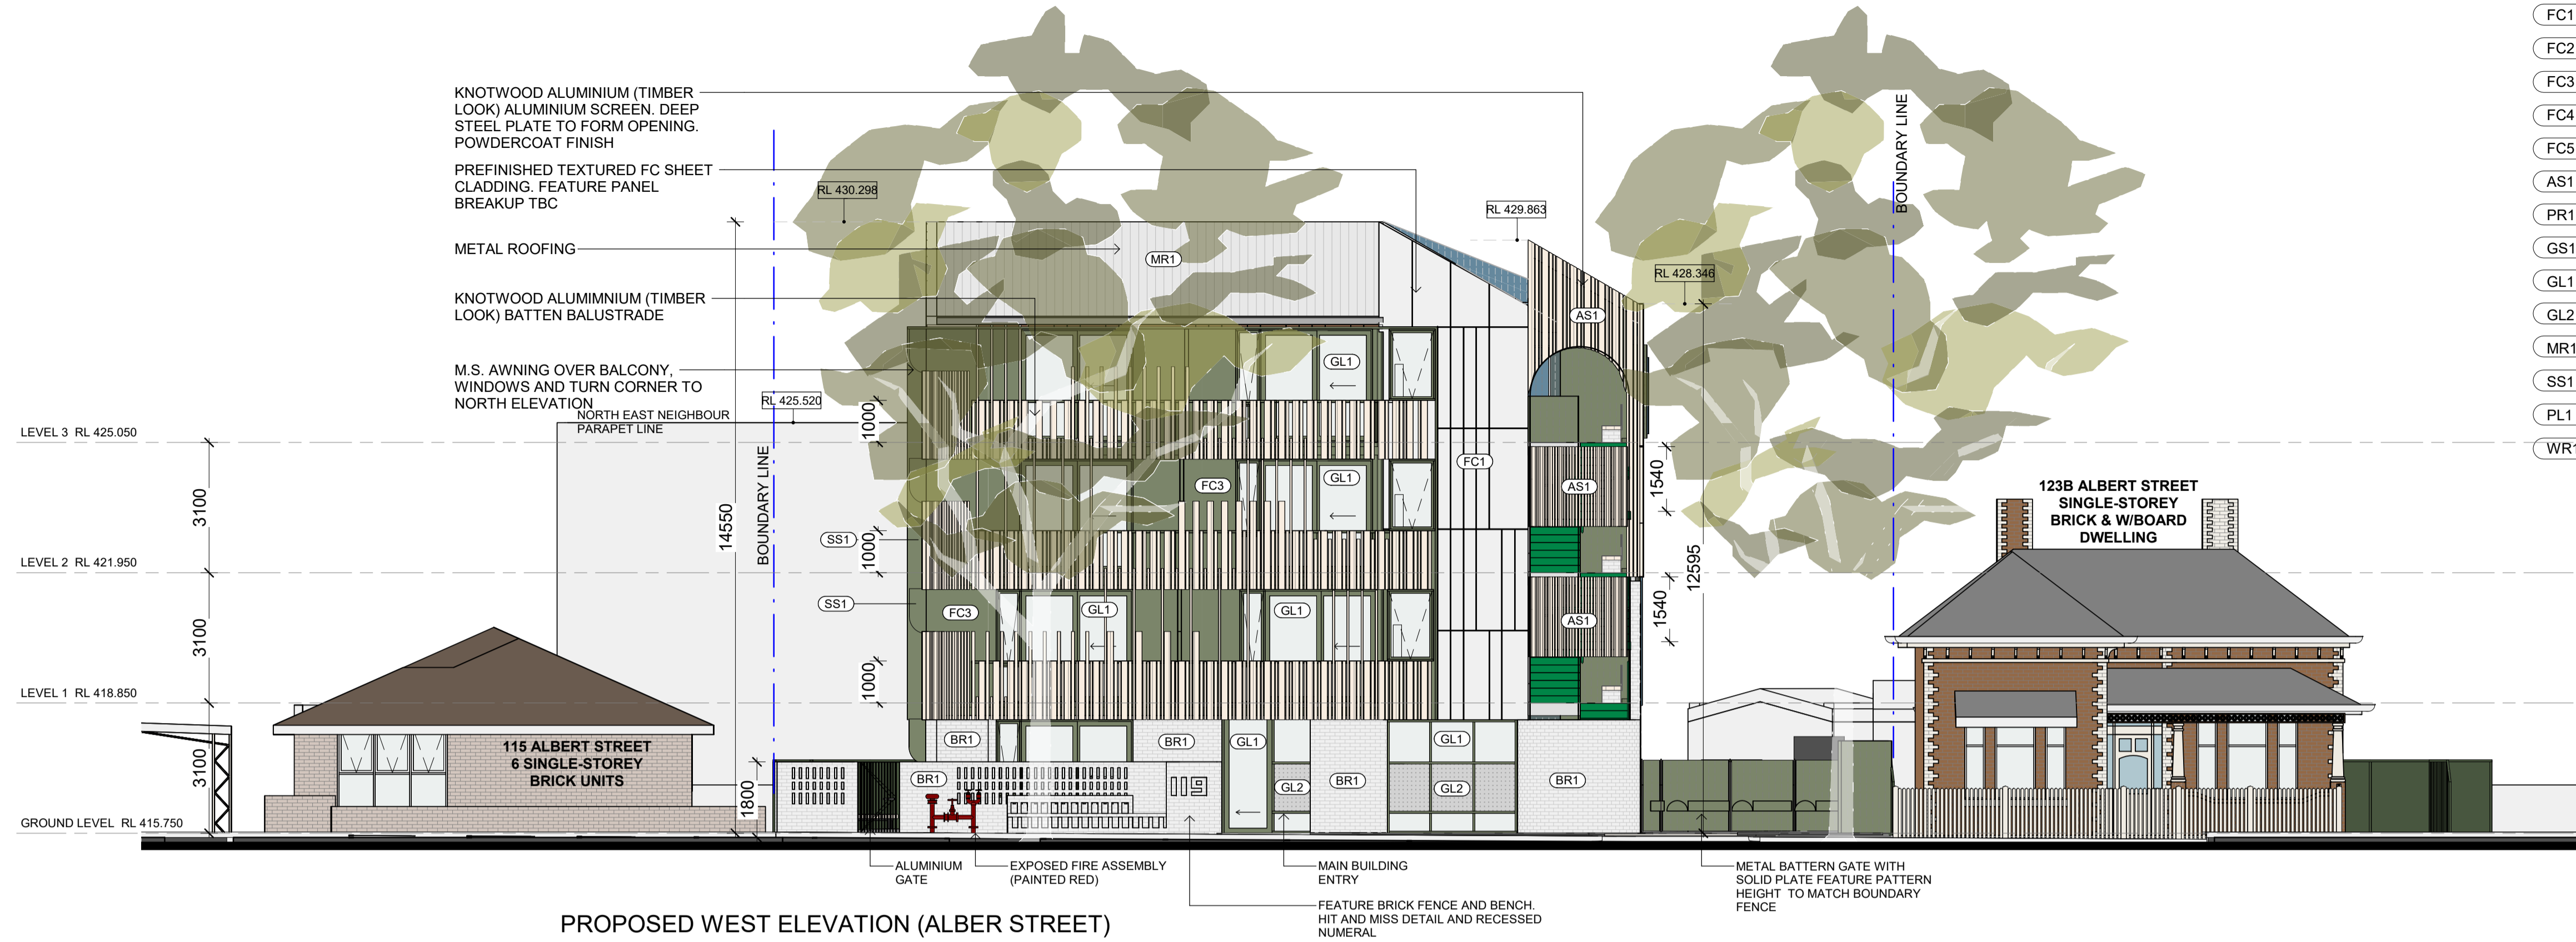 KNOTWOOD ALUMINIUM (TIMBER
LOOK) ALUMINIUM SCREEN. DEEP
STEEL PLATE TO FORM OPENING.
POWDERCOAT FINISH
PREFINISHED TEXTURED FC SHEET
CLADDING. FEATURE PANEL
BREAKUP TBC
METAL ROOFING
KNOTWOOD ALUMIMNIUM (TIMBER
LOOK) BATTEN BALUSTRADE
M.S. AWNING OVER BALCONY,
WINDOWS AND TURN CORNER TO
NORTH ELEVATION
NORTH EAST NEIGHBOUR
PARAPET LINE
RL 430.298
RL 425.520
RL 429.863
RL 428.346
BOUNDARY LINE
BOUNDARY LINE
LEVEL 3 RL 425.050
LEVEL 2 RL 421.950
LEVEL 1 RL 418.850
GROUND LEVEL RL 415.750
3100
3100
3100
14550
1800
1000
1000
1000
1540
1540
12595
MR1
AS1
GL1
FC1
FC3
GL1
AS1
SS1
SS1
FC3
GL1
GL1
AS1
BR1
BR1
GL1
GL1
BR1
GL2
BR1
GL2
BR1
119
115 ALBERT STREET
6 SINGLE-STOREY
BRICK UNITS
123B ALBERT STREET
SINGLE-STOREY
BRICK & W/BOARD
DWELLING
ALUMINIUM
GATE
EXPOSED FIRE ASSEMBLY
(PAINTED RED)
MAIN BUILDING
ENTRY
FEATURE BRICK FENCE AND BENCH.
HIT AND MISS DETAIL AND RECESSED
NUMERAL
METAL BATTERN GATE WITH
SOLID PLATE FEATURE PATTERN
HEIGHT TO MATCH BOUNDARY
FENCE
PROPOSED WEST ELEVATION (ALBER STREET)
FC1
FC2
FC3
FC4
FC5
AS1
PR1
GS1
GL1
GL2
MR1
SS1
PL1
WR1